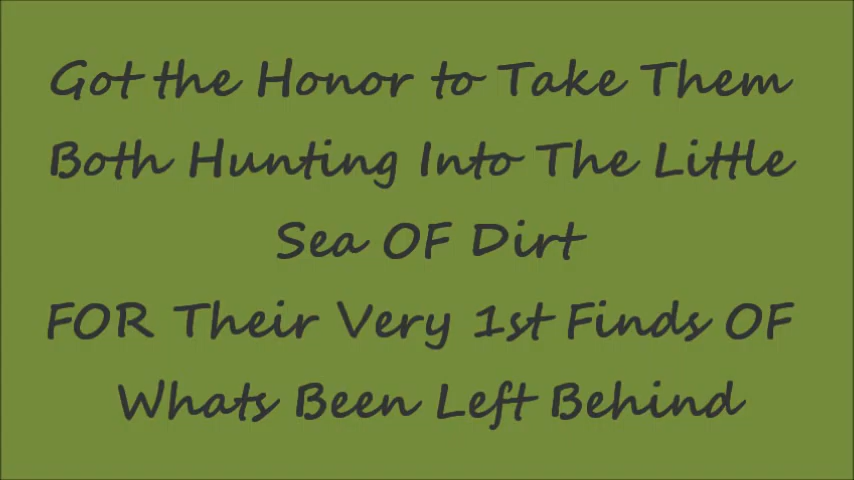 Got the Honor to Take Them
Both Hunting Into The Little
Sea OF Dirt
FOR Their Very 1st Finds OF
Whats Been Left Behind